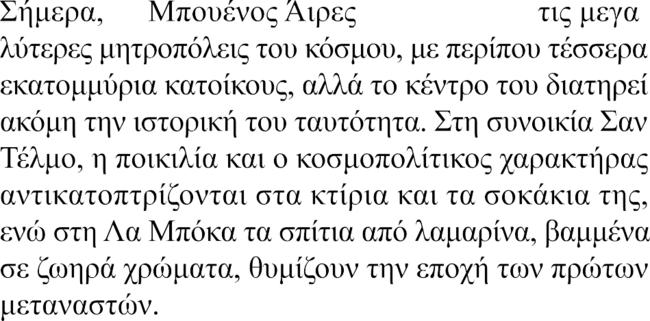 Σήμερα, Μπουένος Άιρες τις μεγα
λύτερες μητροπόλεις του κόσμου, με περίπου τέσσερα
εκατομμύρια κατοίκους, αλλά το κέντρο του διατηρεί
ακόμη την ιστορική του ταυτότητα. Στη συνοικία Σαν
Τέλμο, η ποικιλία και ο κοσμοπολίτικος χαρακτήρας
αντικατοπτρίζονται στα κτίρια και τα σοκάκια της,
ενώ στη Λα Μπόκα τα σπίτια από λαμαρίνα, βαμμένα
σε ζωηρά χρώματα, θυμίζουν την εποχή των πρώτων
μεταναστών.